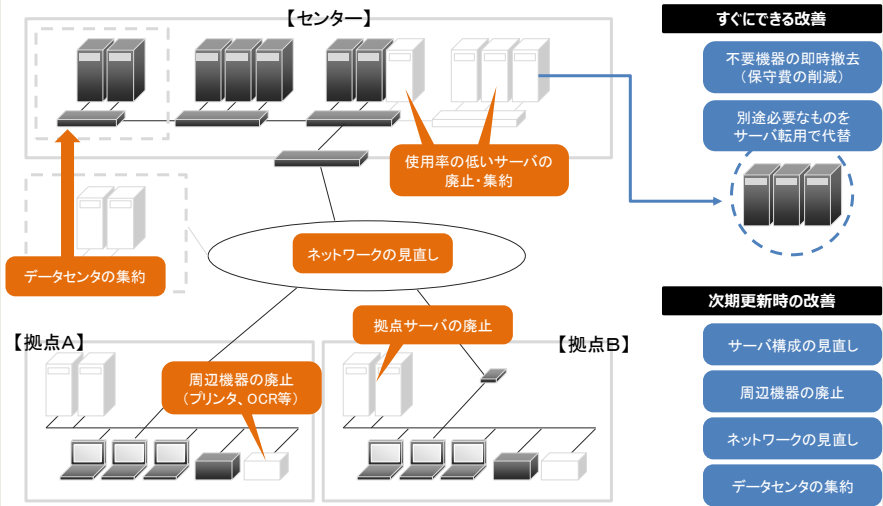 【センター】
使用率の低いサーバの
廃止・集約
データセンタの集約
ネットワークの見直し
【拠点A】
周辺機器の廃止
（プリンタ、OCR等）
拠点サーバの廃止
【拠点B】
すぐにできる改善
不要機器の即時撤去
（保守費の削減）
別途必要なものを
サーバ転用で代替
次期更新時の改善
サーバ構成の見直し
周辺機器の廃止
ネットワークの見直し
データセンタの集約